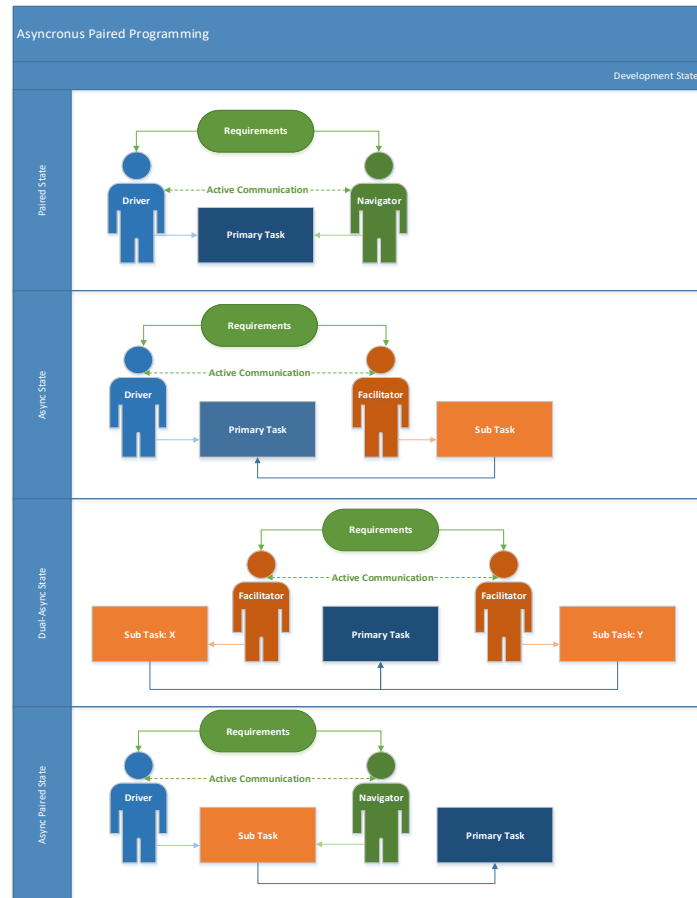 Asyncronus Paired Programming
Development State
Paired State
Requirements
Active Communication
Driver
Navigator
Primary Task
Async State
Requirements
Active Communication
Driver
Facilitator
Primary Task
Sub Task
Dual-Async State
Requirements
Active Communication
Facilitator
Facilitator
Sub Task: X
Primary Task
Sub Task: Y
Async Paired State
Requirements
Active Communication
Driver
Navigator
Sub Task
Primary Task